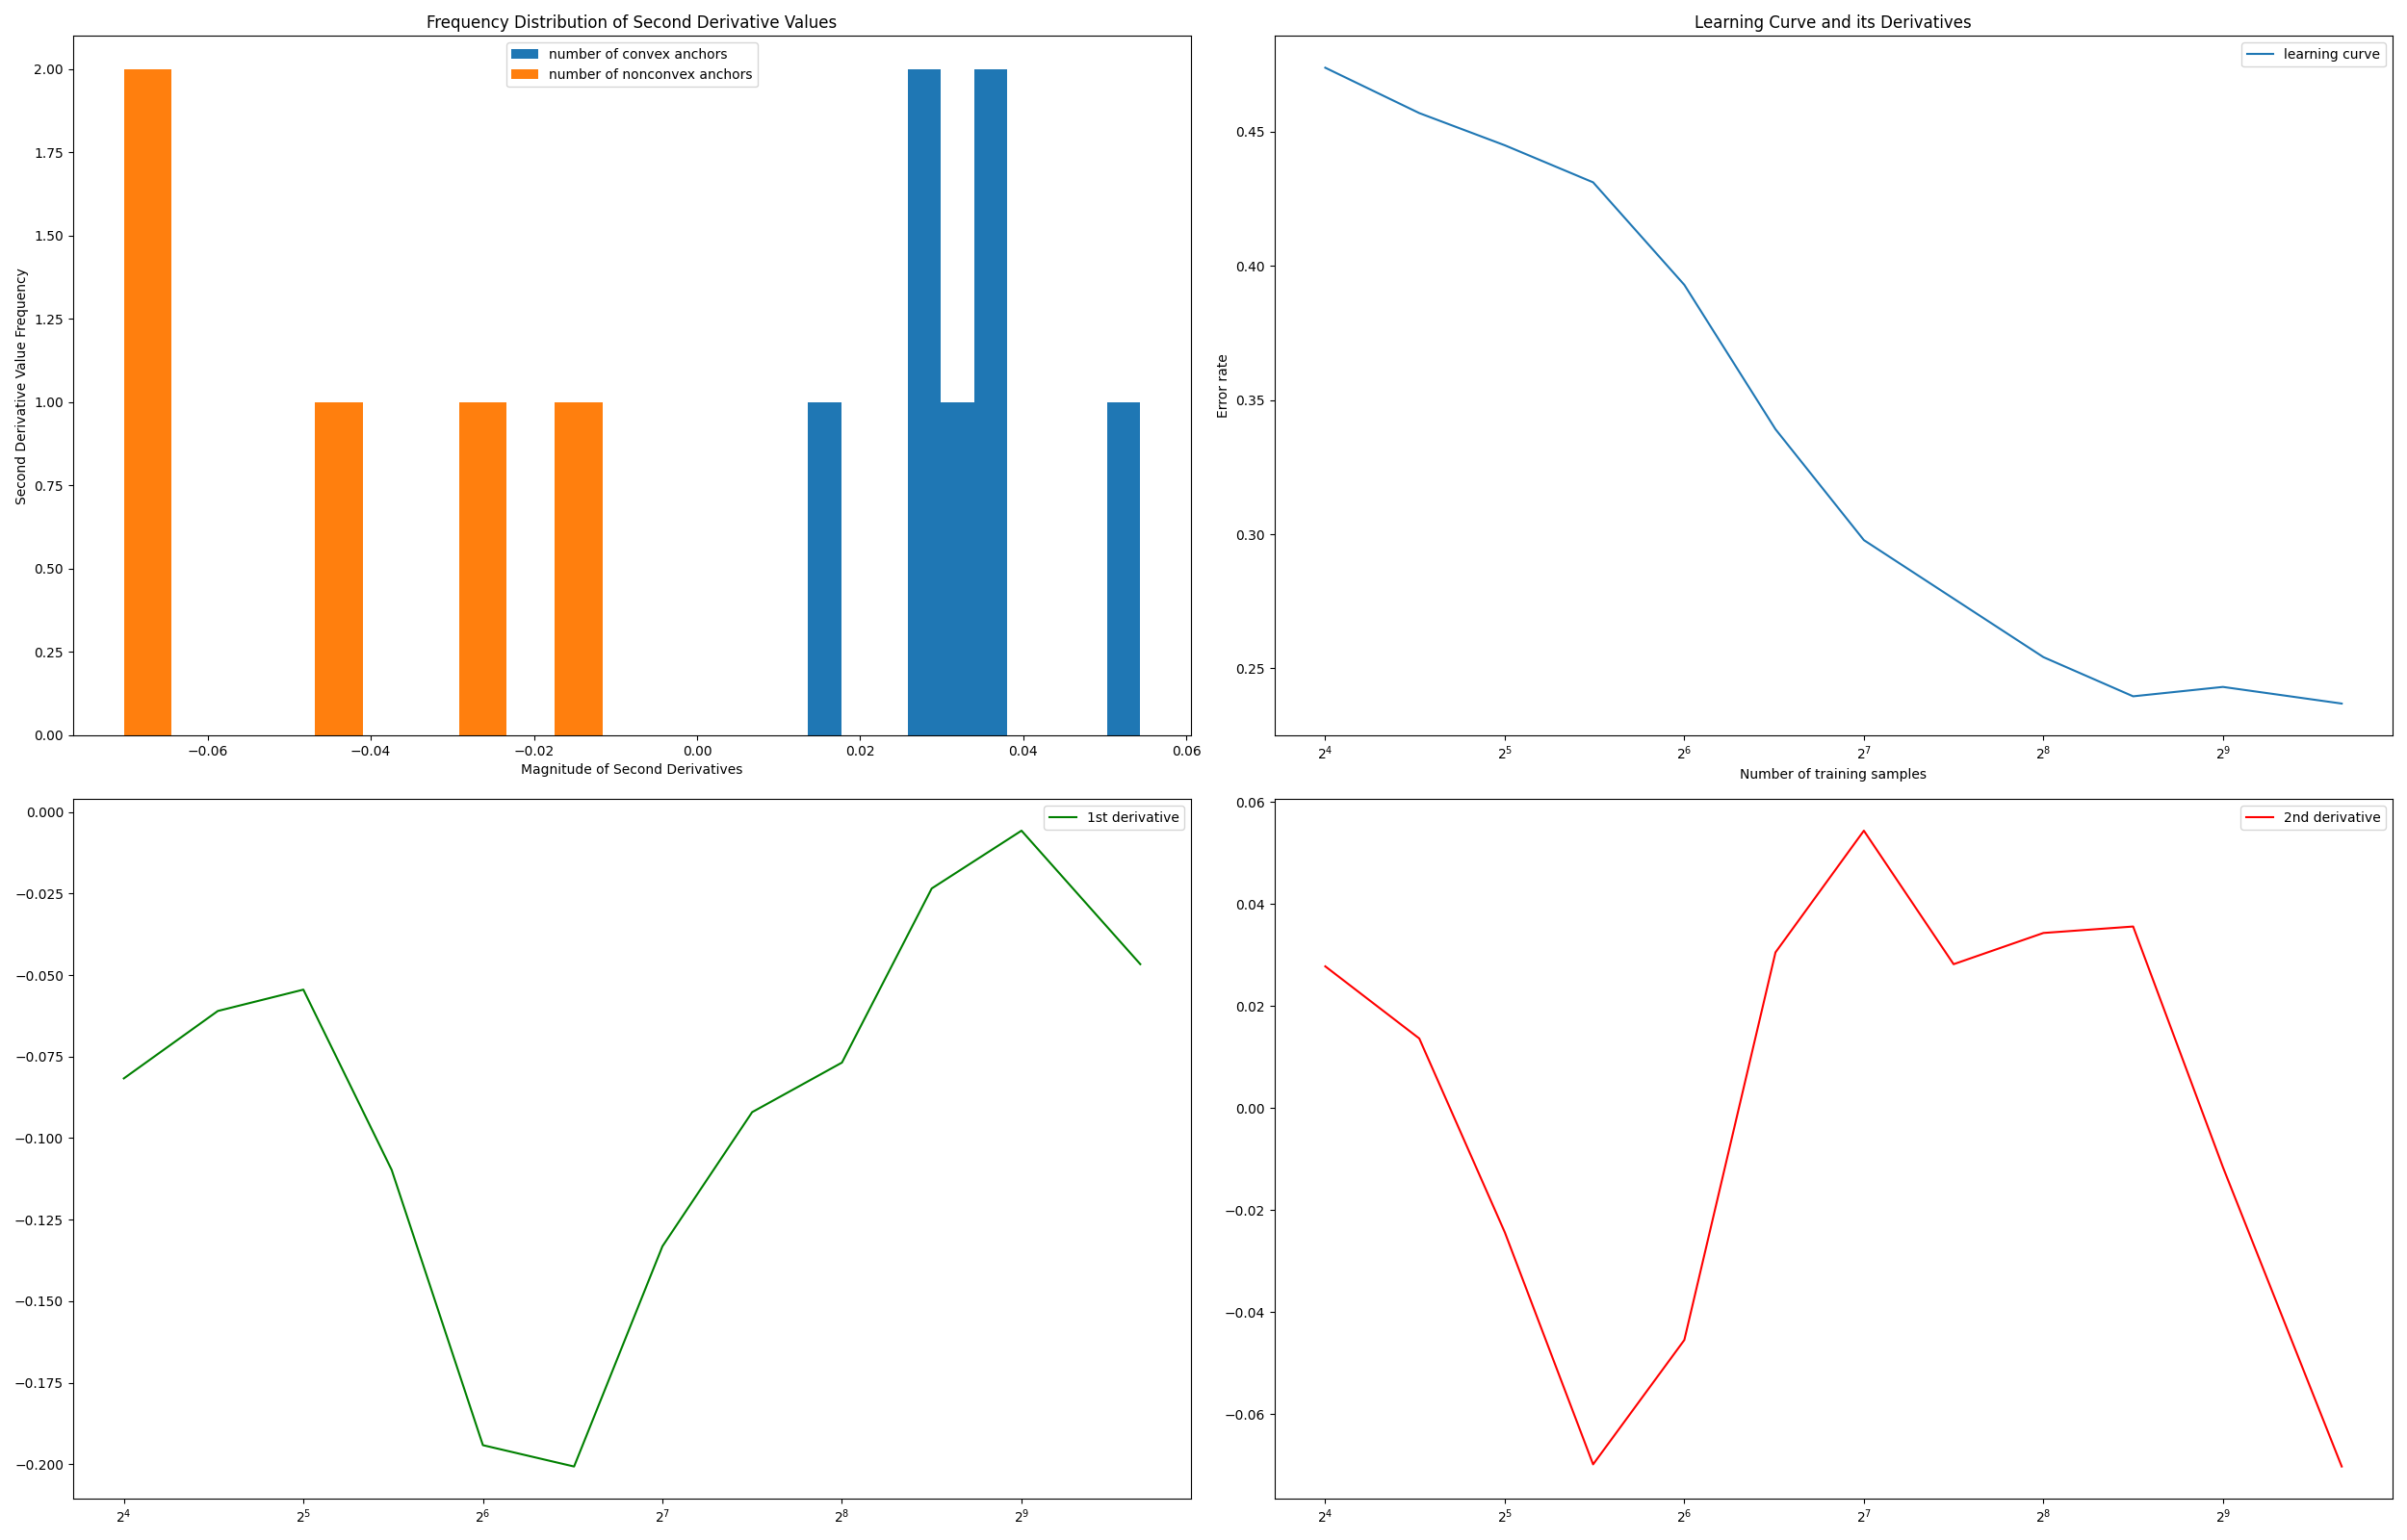 Frequency Distribution of Second Derivative Values
number of convex anchors
number of nonconvex anchors
2.00
1.75
1.50
1.25
1.00
0.75
0.50
0.25
0.00
Second Derivative Value Frequency
−0.06 −0.04 −0.02 0.00 0.02 0.04 0.06
Magnitude of Second Derivatives
Learning Curve and its Derivatives
learning curve
0.45
0.40
0.35
0.30
0.25
Error rate
2⁴ 2⁵ 2⁶ 2⁷ 2⁸ 2⁹
Number of training samples
1st derivative
0.000
−0.025
−0.050
−0.075
−0.100
−0.125
−0.150
−0.175
−0.200
2⁴ 2⁵ 2⁶ 2⁷ 2⁸ 2⁹
2nd derivative
0.06
0.04
0.02
0.00
−0.02
−0.04
−0.06
2⁴ 2⁵ 2⁶ 2⁷ 2⁸ 2⁹